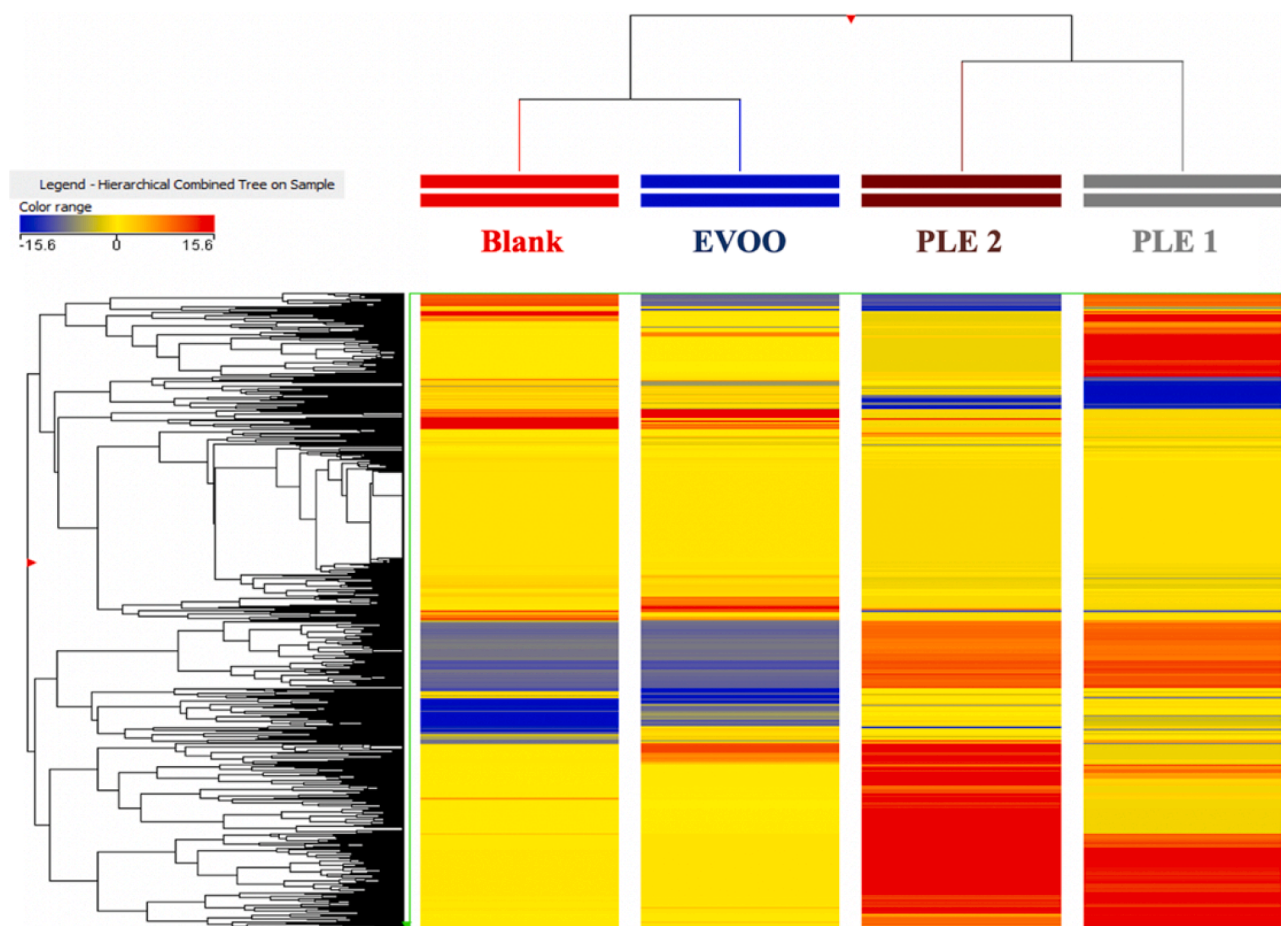 Legend - Hierarchical Combined Tree on Sample
Color range
-15.6 0 15.6
Blank EVOO PLE 2 PLE 1